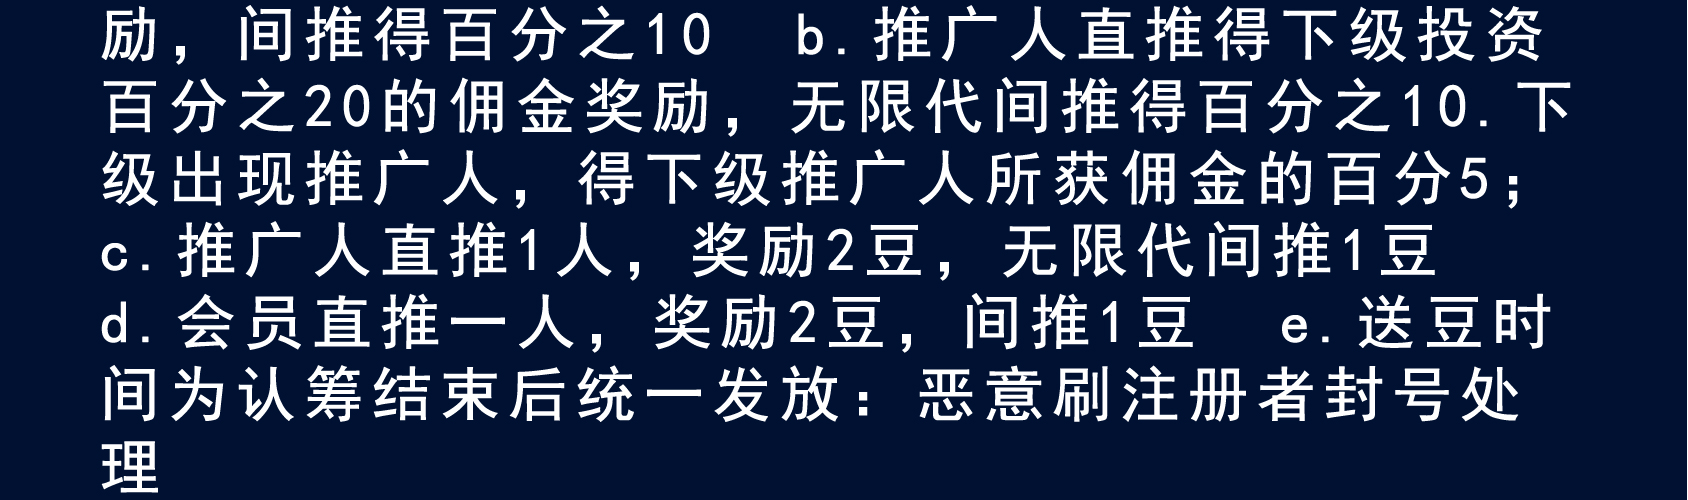 励，间推得百分之10 b.推广人直推得下级投资
百分之20的佣金奖励，无限代间推得百分之10.下
级出现推广人，得下级推广人所获佣金的百分5；
c.推广人直推1人，奖励2豆，无限代间推1豆
d.会员直推一人，奖励2豆，间推1豆 e.送豆时
间为认筹结束后统一发放：恶意刷注册者封号处
理